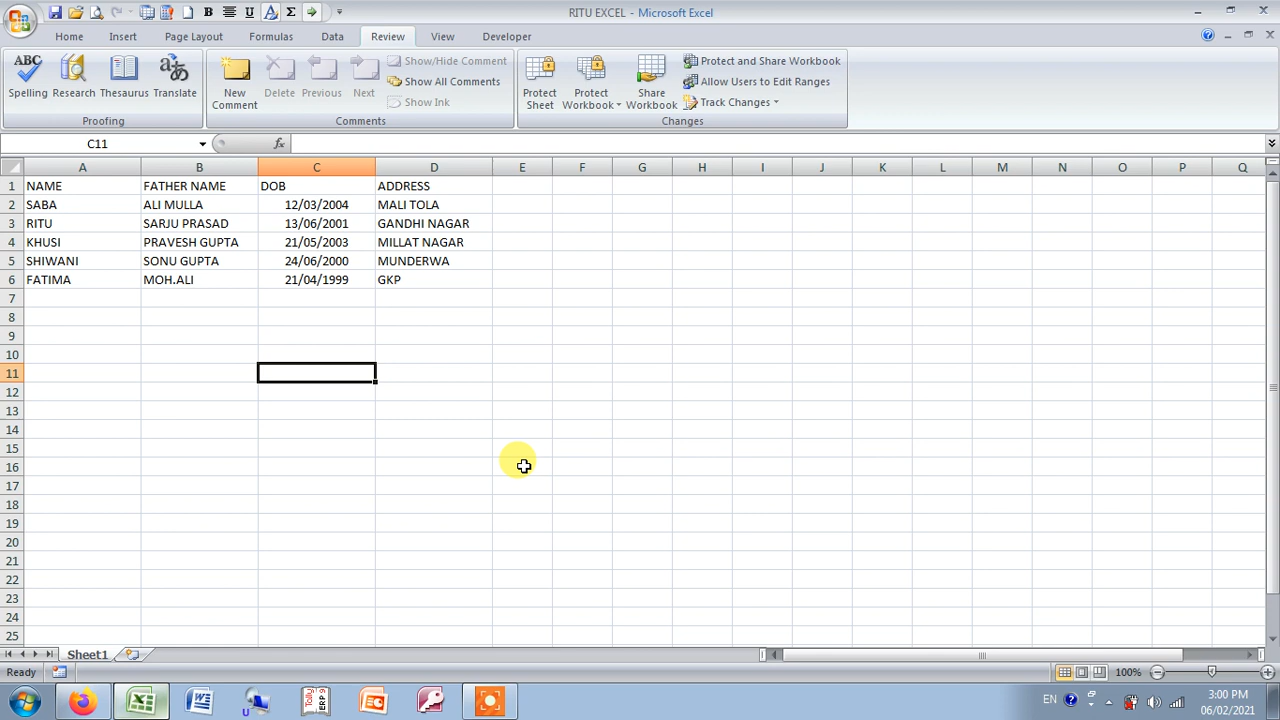 RITU EXCEL - Microsoft Excel
Home Insert Page Layout Formulas Data Review View Developer
ABC Spelling Research Thesaurus Translate
Proofing
New Comment Delete Previous Next
Show/Hide Comment
Show All Comments
Show Ink
Comments
Protect Sheet Protect Workbook Share Workbook
Protect and Share Workbook
Allow Users to Edit Ranges
Track Changes
Changes
C11 fx
A B C D E F G H I J K L M N O P Q
1 NAME FATHER NAME DOB ADDRESS
2 SABA ALI MULLA 12/03/2004 MALI TOLA
3 RITU SARJU PRASAD 13/06/2001 GANDHI NAGAR
4 KHUSI PRAVESH GUPTA 21/05/2003 MILLAT NAGAR
5 SHIWANI SONU GUPTA 24/06/2000 MUNDERWA
6 FATIMA MOH.ALI 21/04/1999 GKP
7
8
9
10
11
12
13
14
15
16
17
18
19
20
21
22
23
24
25
Sheet1
Ready 100%
EN 3:00 PM
06/02/2021